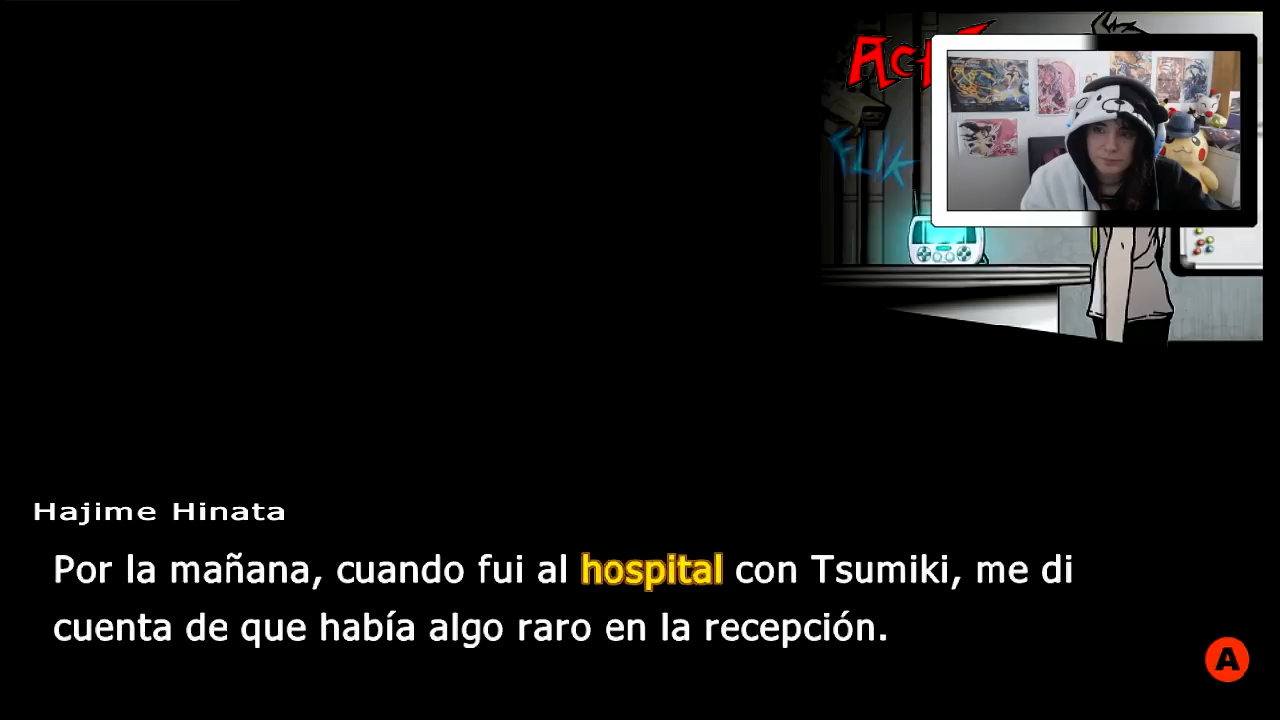 FLIK
Hajime Hinata
Por la mañana, cuando fui al hospital con Tsumiki, me di
cuenta de que había algo raro en la recepción.
A